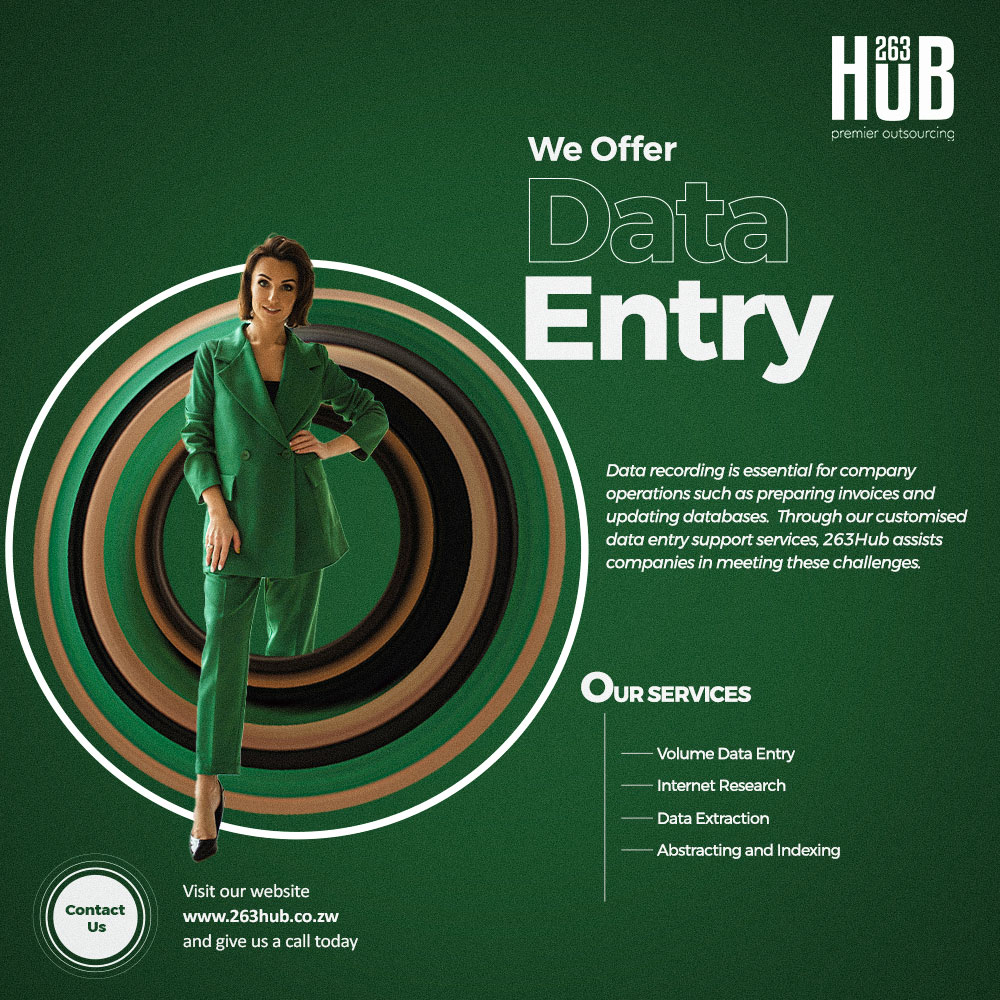 263
HUB
premier outsourcing
We Offer
Data
Entry
Data recording is essential for company
operations such as preparing invoices and
updating databases. Through our customised
data entry support services, 263Hub assists
companies in meeting these challenges.
OUR SERVICES
Volume Data Entry
Internet Research
Data Extraction
Abstracting and Indexing
Contact
Us
Visit our website
www.263hub.co.zw
and give us a call today